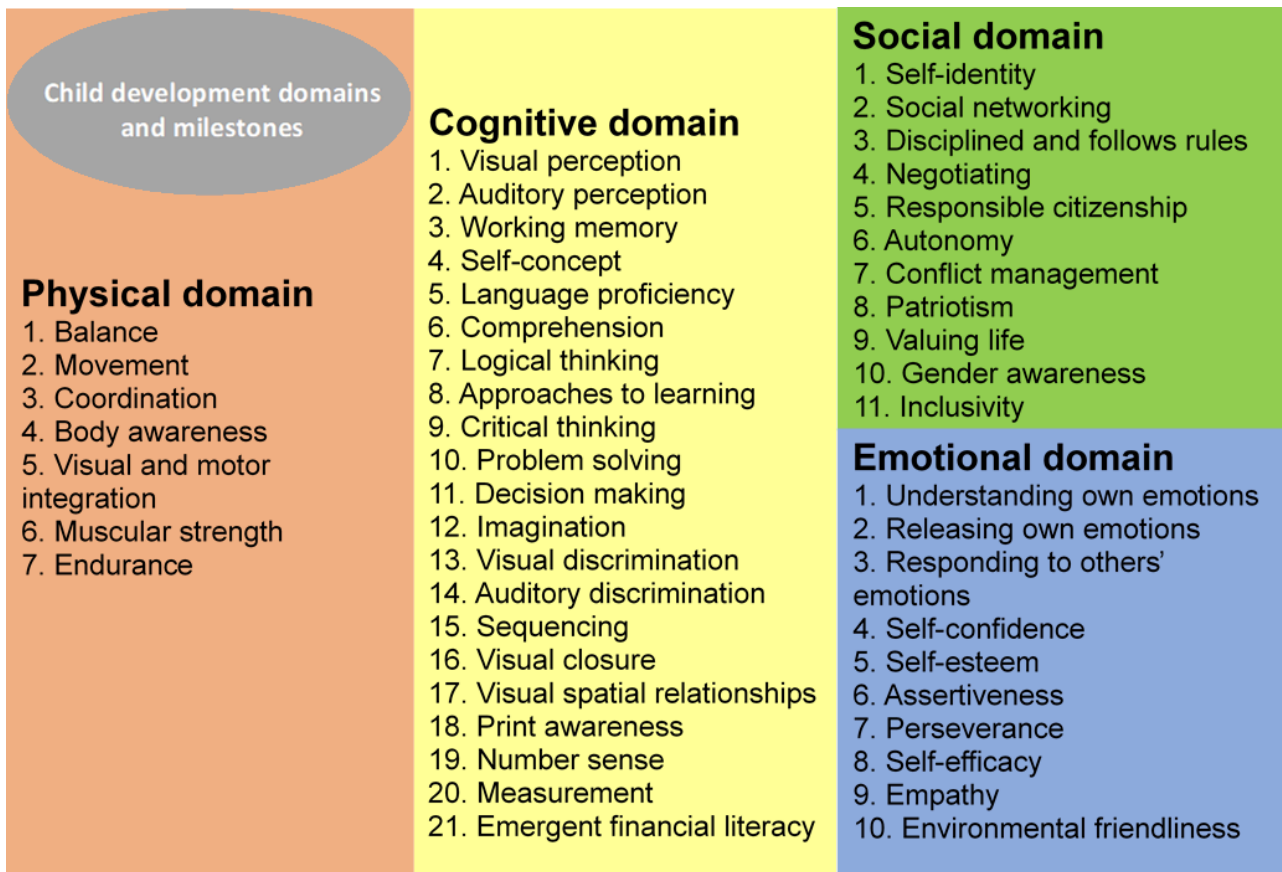 Child development domains
and milestones
Physical domain
1. Balance
2. Movement
3. Coordination
4. Body awareness
5. Visual and motor
integration
6. Muscular strength
7. Endurance
Cognitive domain
1. Visual perception
2. Auditory perception
3. Working memory
4. Self-concept
5. Language proficiency
6. Comprehension
7. Logical thinking
8. Approaches to learning
9. Critical thinking
10. Problem solving
11. Decision making
12. Imagination
13. Visual discrimination
14. Auditory discrimination
15. Sequencing
16. Visual closure
17. Visual spatial relationships
18. Print awareness
19. Number sense
20. Measurement
21. Emergent financial literacy
Social domain
1. Self-identity
2. Social networking
3. Disciplined and follows rules
4. Negotiating
5. Responsible citizenship
6. Autonomy
7. Conflict management
8. Patriotism
9. Valuing life
10. Gender awareness
11. Inclusivity
Emotional domain
1. Understanding own emotions
2. Releasing own emotions
3. Responding to others’
emotions
4. Self-confidence
5. Self-esteem
6. Assertiveness
7. Perseverance
8. Self-efficacy
9. Empathy
10. Environmental friendliness